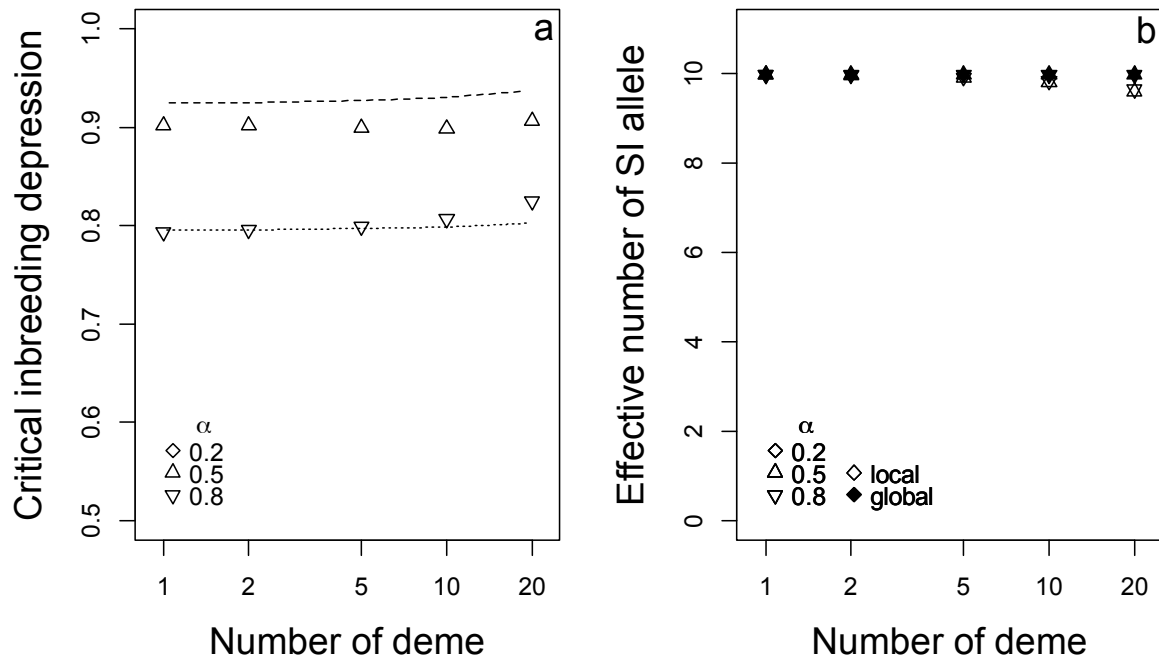 a
Critical inbreeding depression
1.0
0.9
0.8
0.7
0.6
0.5
α
0.2
0.5
0.8
1 2 5 10 20
Number of deme
b
Effective number of SI allele
10
8
6
4
2
0
α
0.2
0.5 local
0.8 global
1 2 5 10 20
Number of deme